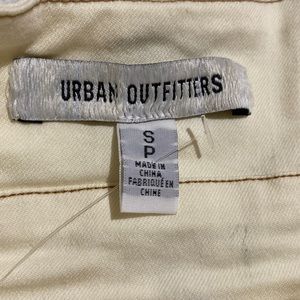 URBAN OUTFITTERS
S
P
MADE IN
CHINA
FABRIQUÉ EN
CHINE